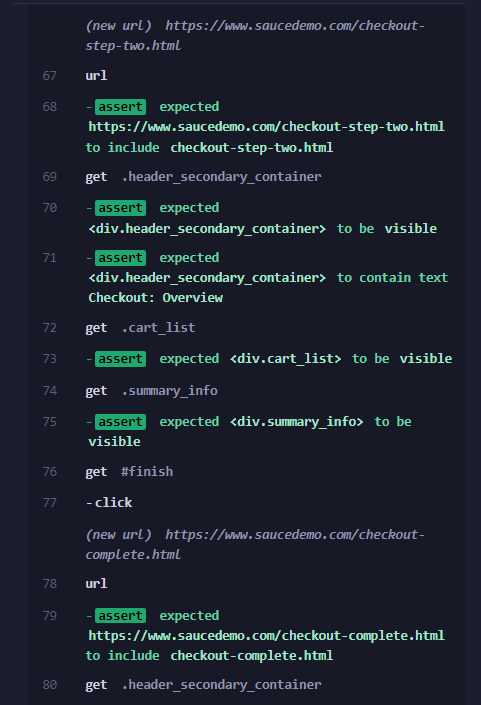 (new url) https://www.saucedemo.com/checkout-
step-two.html
67 url
68 -assert expected
https://www.saucedemo.com/checkout-step-two.html
to include checkout-step-two.html
69 get .header_secondary_container
70 -assert expected
<div.header_secondary_container> to be visible
71 -assert expected
<div.header_secondary_container> to contain text
Checkout: Overview
72 get .cart_list
73 -assert expected <div.cart_list> to be visible
74 get .summary_info
75 -assert expected <div.summary_info> to be
visible
76 get #finish
77 -click
(new url) https://www.saucedemo.com/checkout-
complete.html
78 url
79 -assert expected
https://www.saucedemo.com/checkout-complete.html
to include checkout-complete.html
80 get .header_secondary_container